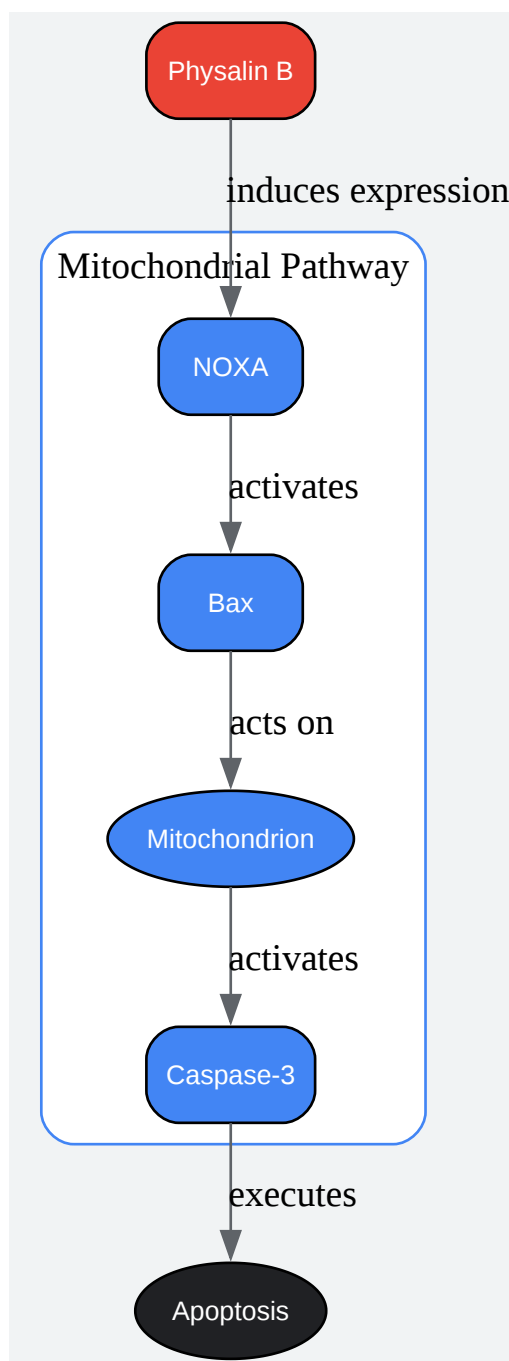 Physalin B
induces expression
Mitochondrial Pathway
NOXA
activates
Bax
acts on
Mitochondrion
activates
Caspase-3
executes
Apoptosis